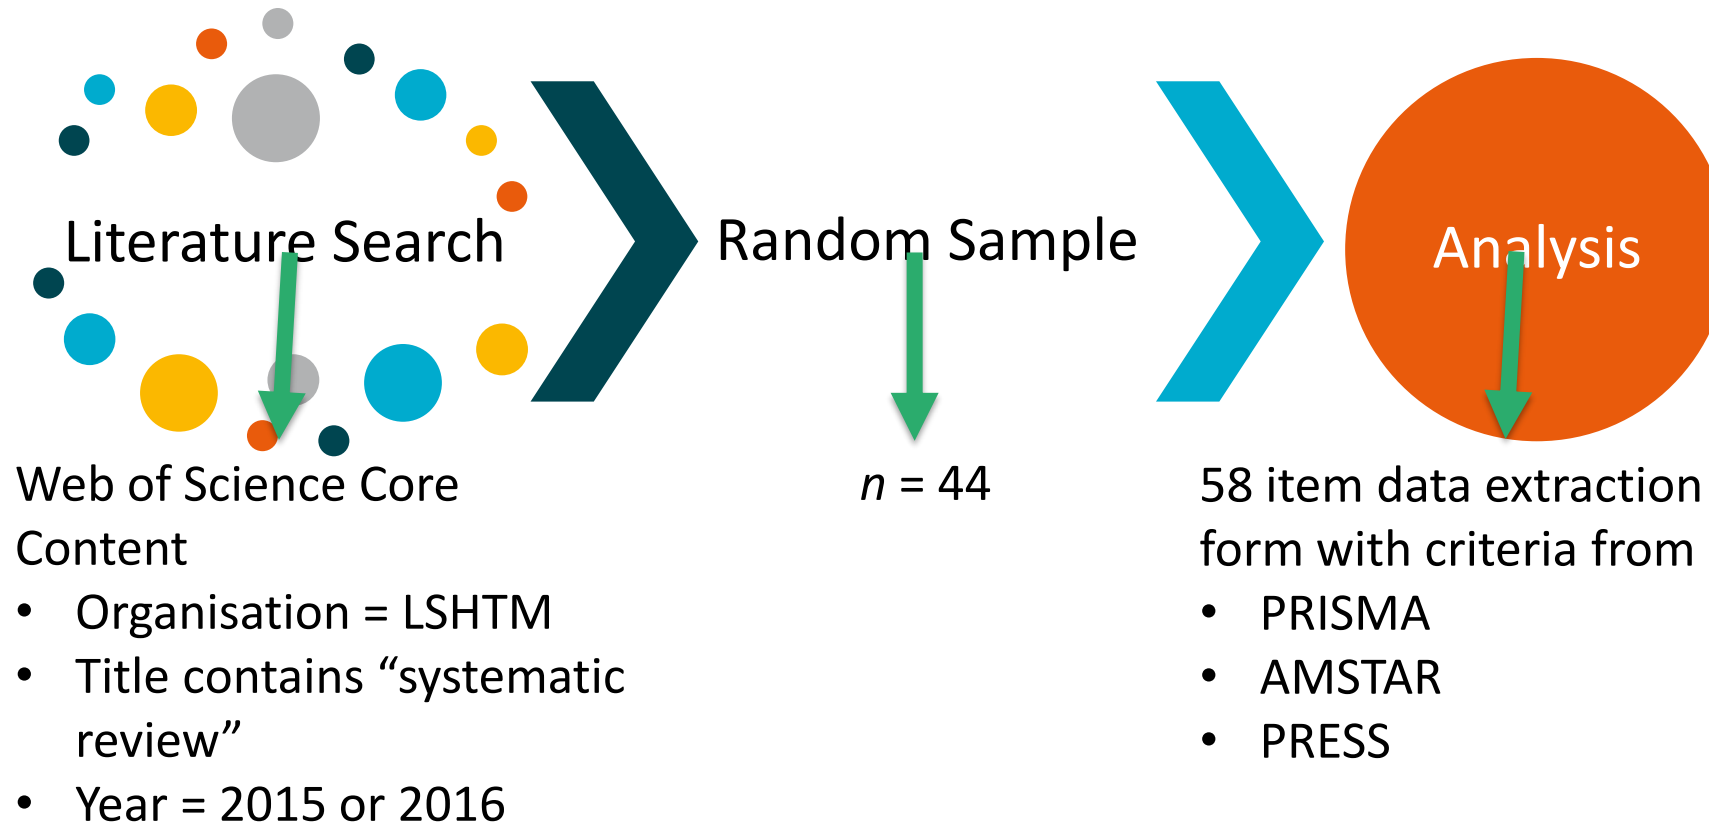 Literature Search
Random Sample
Analysis
Web of Science Core
Content
• Organisation = LSHTM
• Title contains “systematic
review”
• Year = 2015 or 2016
n = 44
58 item data extraction
form with criteria from
• PRISMA
• AMSTAR
• PRESS